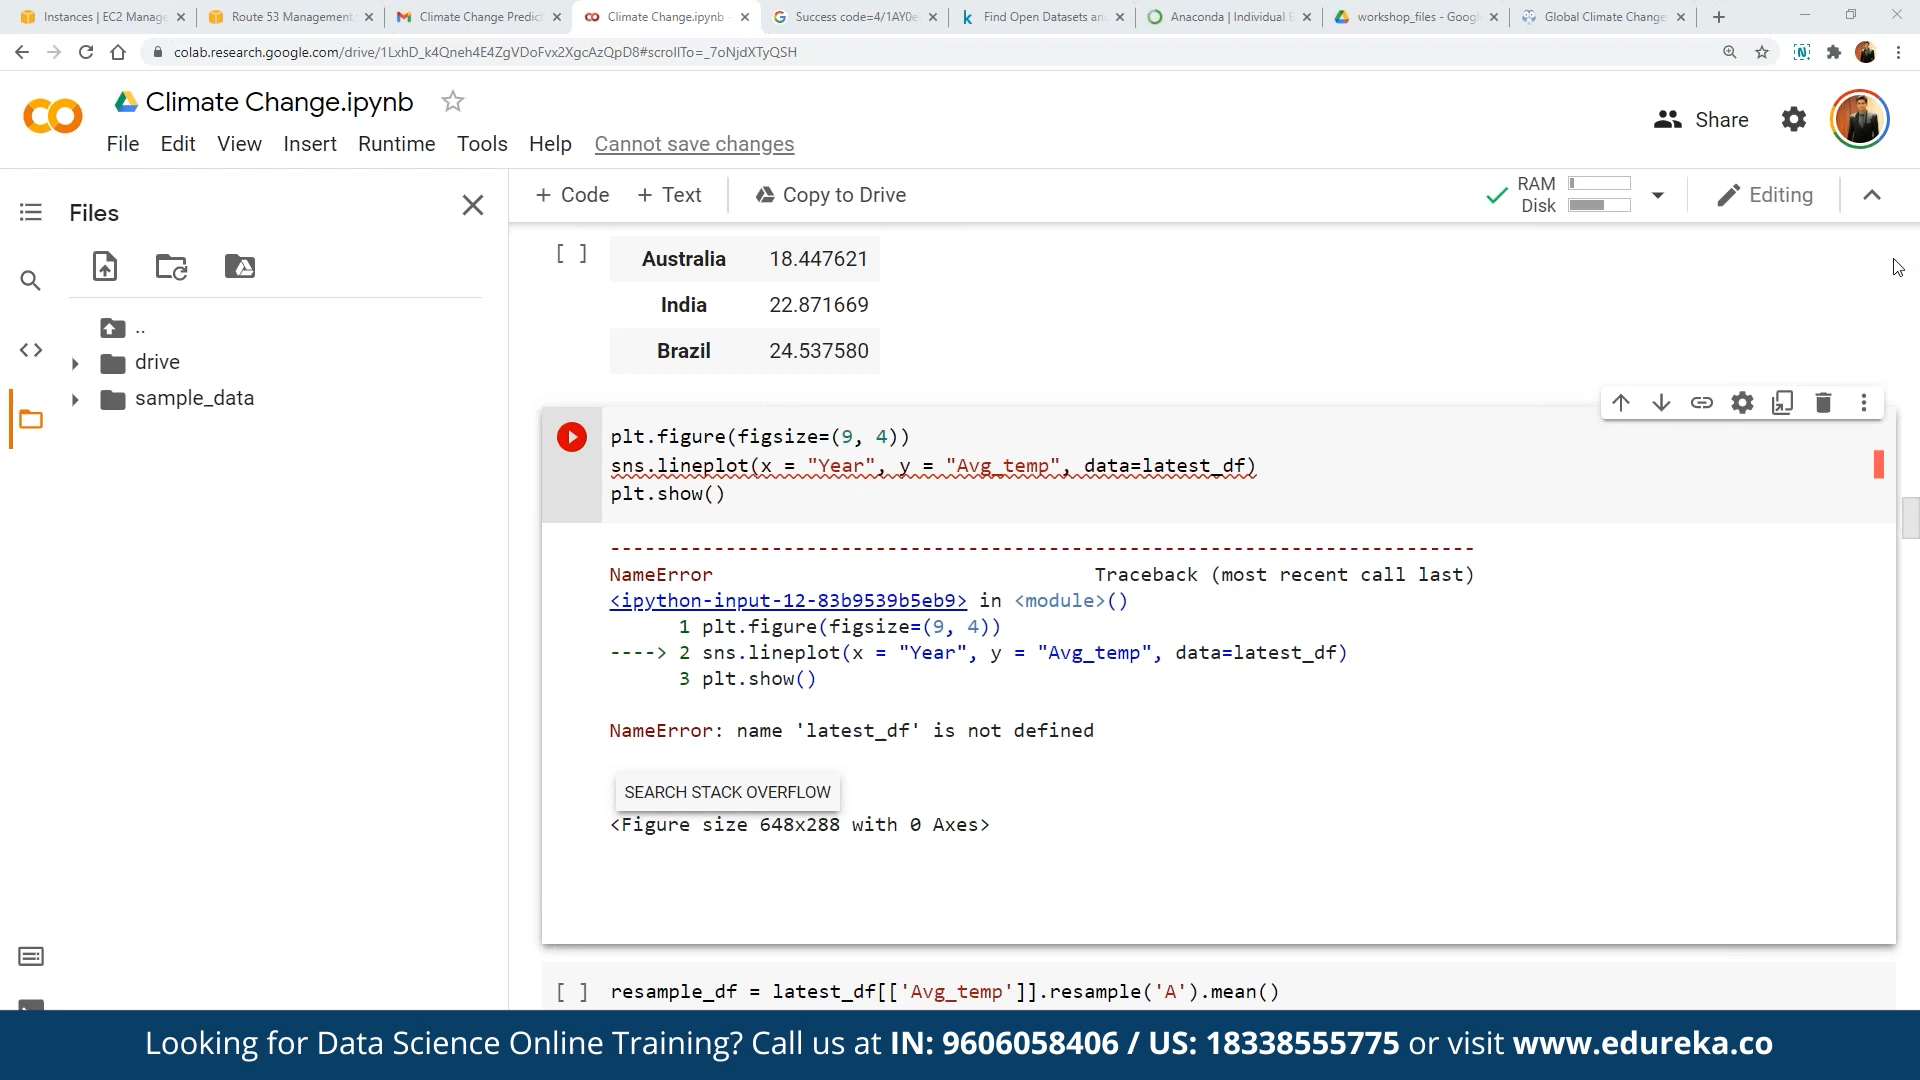 Instances | EC2 Manage
Route 53 Management
Climate Change Predict
Climate Change.ipynb -
Success code=4/1AY0e
Find Open Datasets an
Anaconda | Individual E
workshop_files - Googl
Global Climate Change
colab.research.google.com/drive/1LxhD_k4Qneh4E4ZgVDoFvx2XgcAzQpD8#scrollTo=_7oNjdXTyQSH
Climate Change.ipynb
Share
File Edit View Insert Runtime Tools Help Cannot save changes
Files
+ Code + Text Copy to Drive
RAM
Disk
Editing
..
drive
sample_data
[ ] Australia 18.447621
India 22.871669
Brazil 24.537580
plt.figure(figsize=(9, 4))
sns.lineplot(x = "Year", y = "Avg_temp", data=latest_df)
plt.show()
---------------------------------------------------------------------------
NameError Traceback (most recent call last)
<ipython-input-12-83b9539b5eb9> in <module>()
1 plt.figure(figsize=(9, 4))
----> 2 sns.lineplot(x = "Year", y = "Avg_temp", data=latest_df)
3 plt.show()
NameError: name 'latest_df' is not defined
SEARCH STACK OVERFLOW
<Figure size 648x288 with 0 Axes>
[ ] resample_df = latest_df[['Avg_temp']].resample('A').mean()
Looking for Data Science Online Training? Call us at IN: 9606058406 / US: 18338555775 or visit www.edureka.co